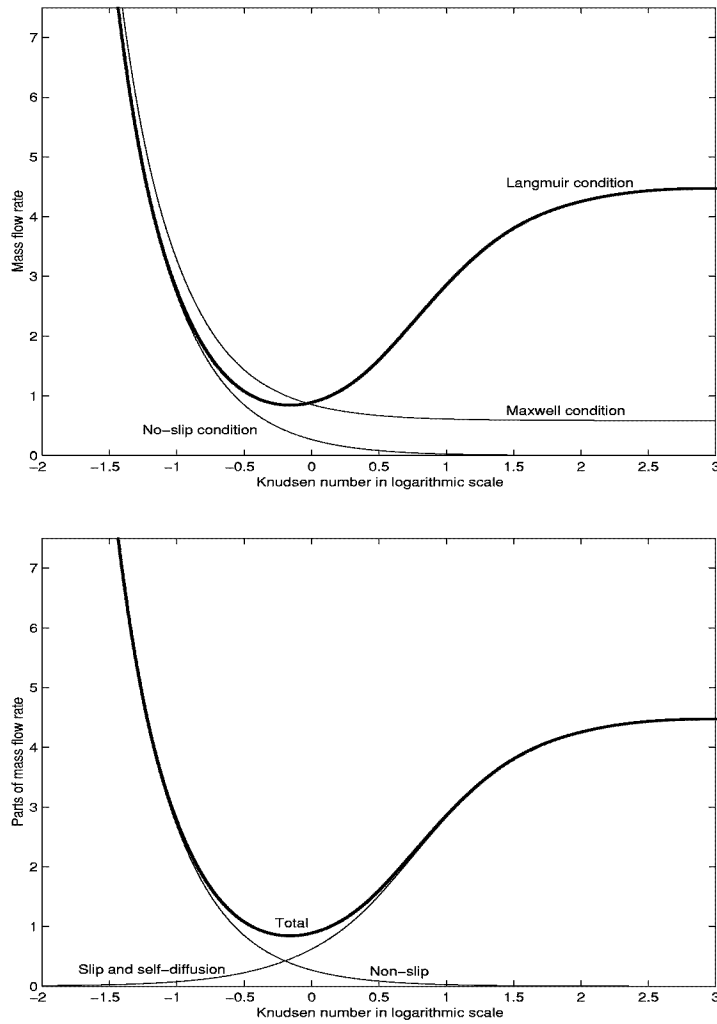 7
6
5
4
3
2
1
0
Mass flow rate
Langmuir condition
Maxwell condition
No−slip condition
−2 −1.5 −1 −0.5 0 0.5 1 1.5 2 2.5 3
Knudsen number in logarithmic scale
7
6
5
4
3
2
1
0
Parts of mass flow rate
Total
Slip and self−diffusion
Non−slip
−2 −1.5 −1 −0.5 0 0.5 1 1.5 2 2.5 3
Knudsen number in logarithmic scale